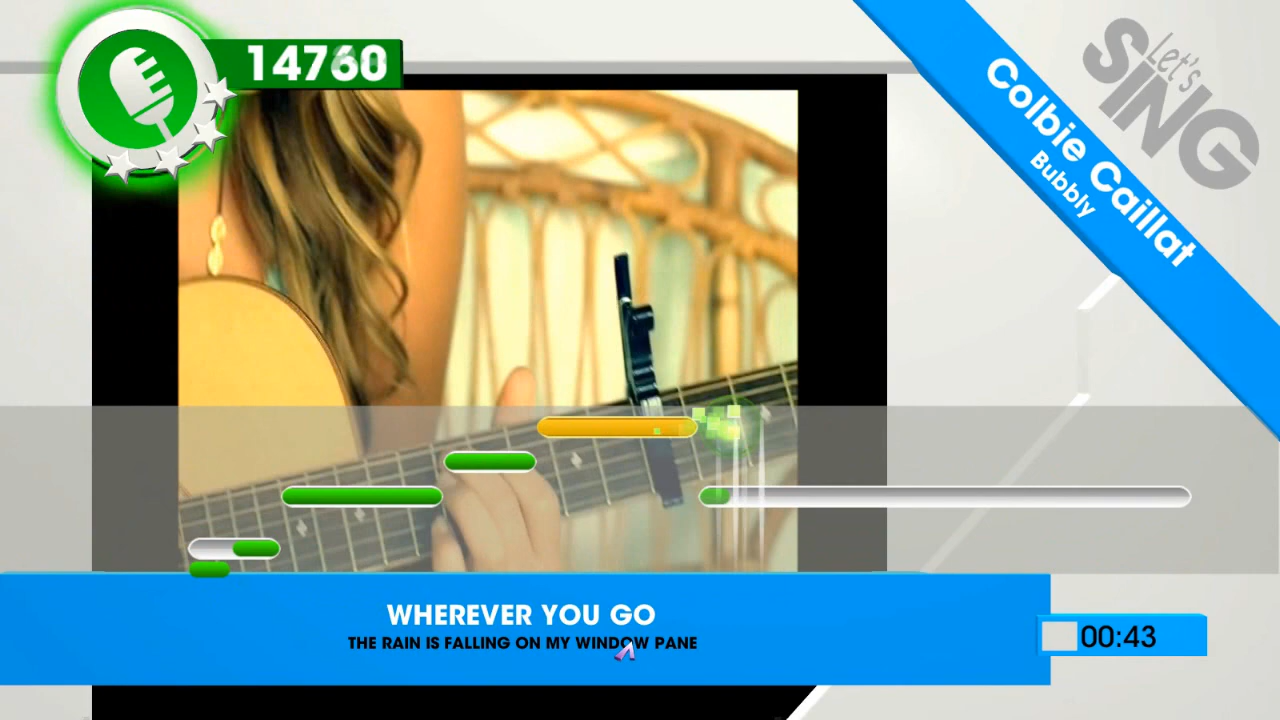 14760
Let's
SING
Colbie Caillat
Bubbly
WHEREVER YOU GO
THE RAIN IS FALLING ON MY WINDOW PANE
00:43